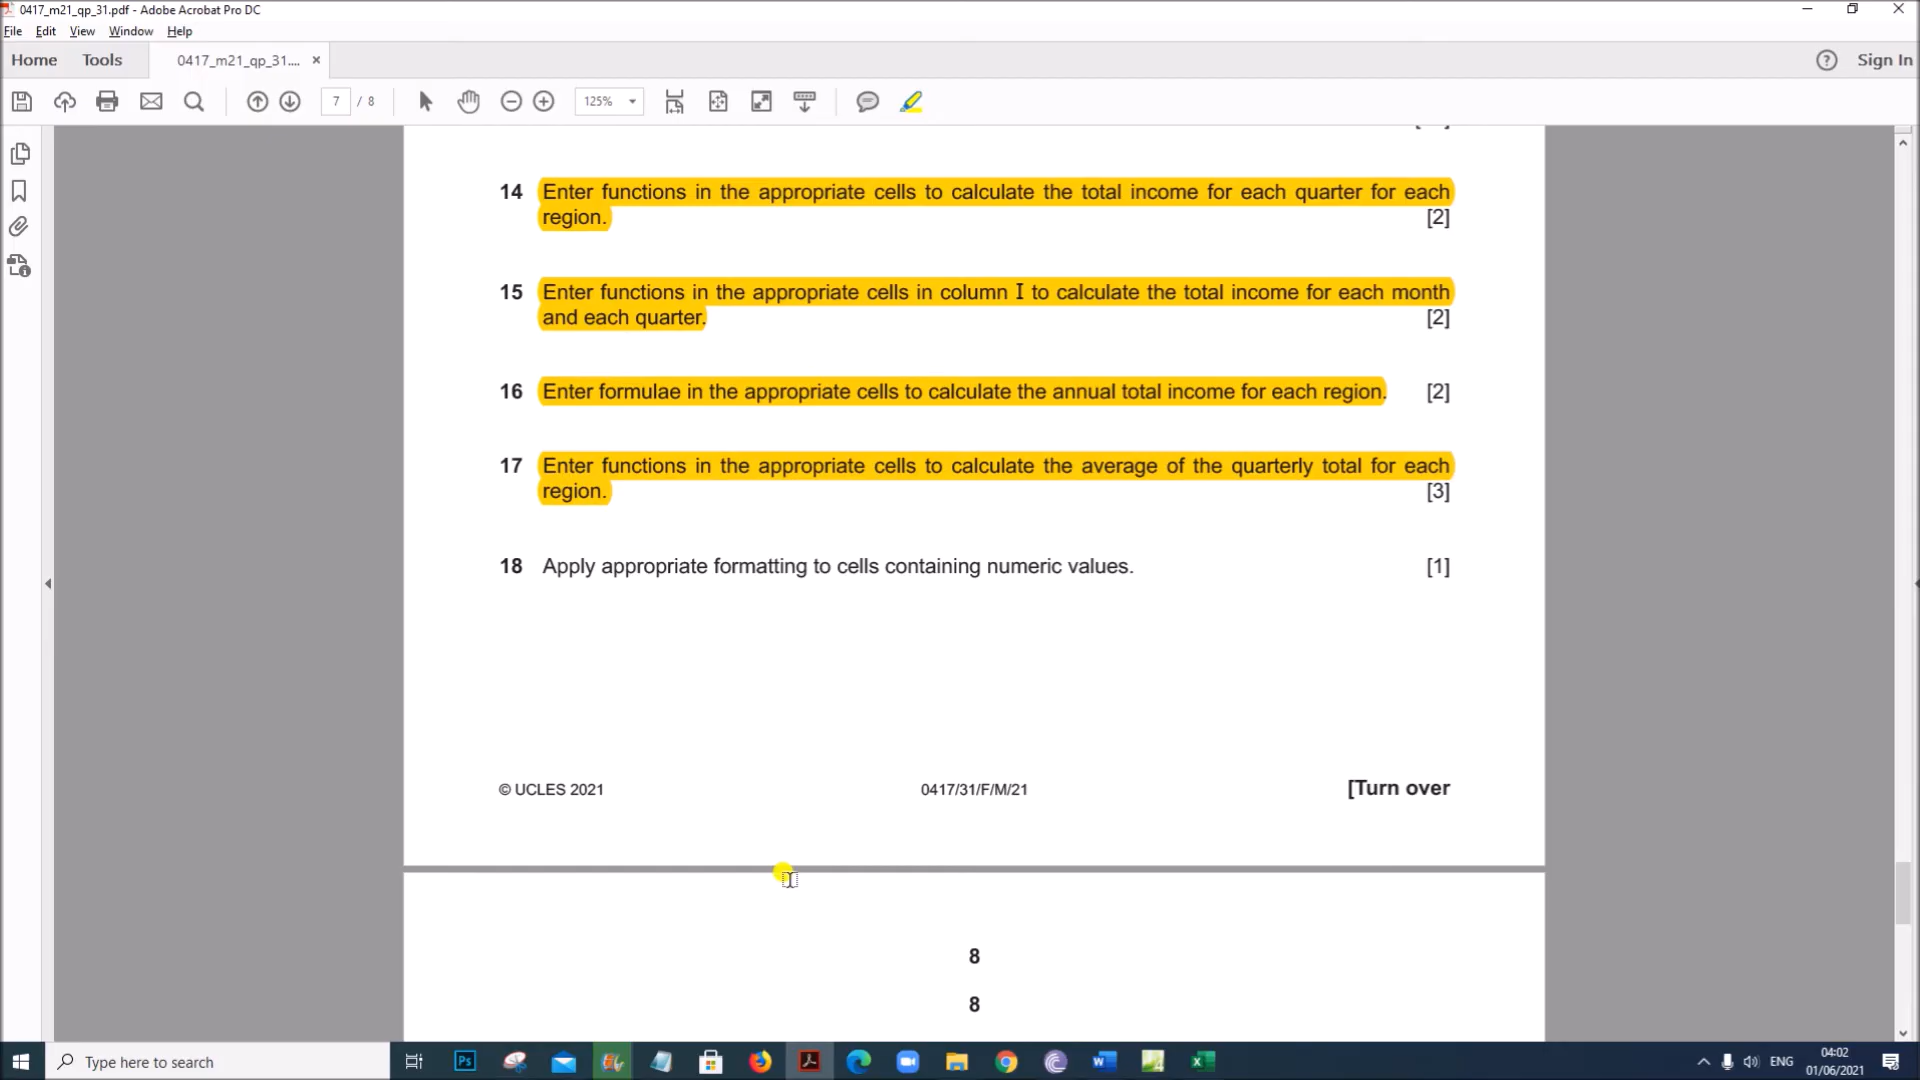 0417_m21_qp_31.pdf - Adobe Acrobat Pro DC
File Edit View Window Help
Home Tools 0417_m21_qp_31.... × Sign In
7 / 8 125%
14 Enter functions in the appropriate cells to calculate the total income for each quarter for each
region. [2]
15 Enter functions in the appropriate cells in column I to calculate the total income for each month
and each quarter. [2]
16 Enter formulae in the appropriate cells to calculate the annual total income for each region. [2]
17 Enter functions in the appropriate cells to calculate the average of the quarterly total for each
region. [3]
18 Apply appropriate formatting to cells containing numeric values. [1]
© UCLES 2021 0417/31/F/M/21 [Turn over
8
8
Type here to search Ps ENG 04:02
01/06/2021